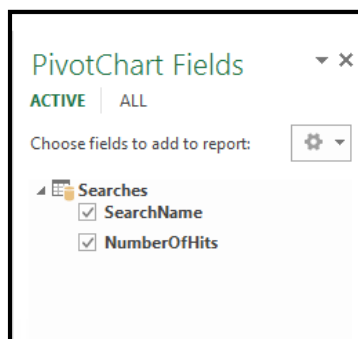 PivotChart Fields
ACTIVE ALL
Choose fields to add to report:
Searches
SearchName
NumberOfHits